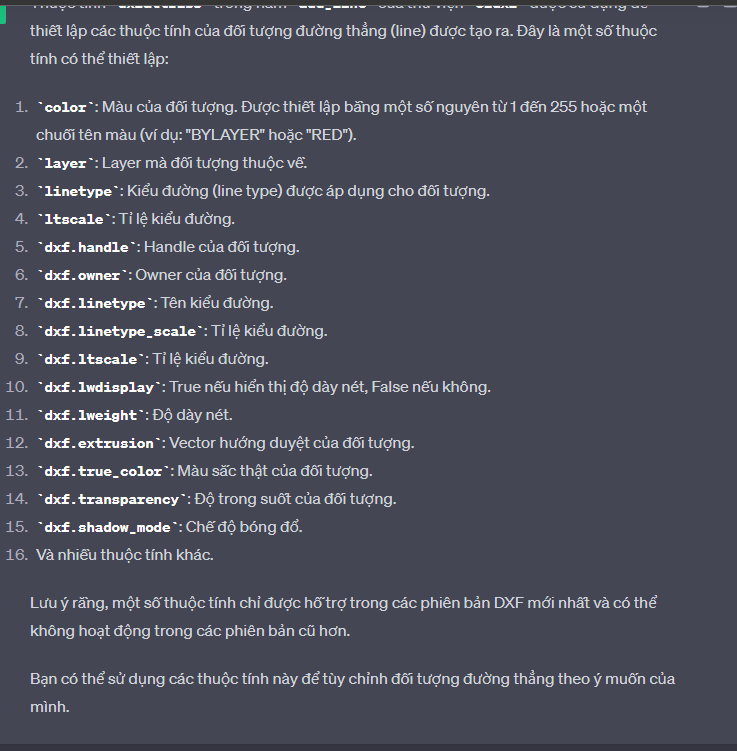 thiết lập các thuộc tính của đối tượng đường thẳng (line) được tạo ra. Đây là một số thuộc
tính có thể thiết lập:
1. `color`: Màu của đối tượng. Được thiết lập bằng một số nguyên từ 1 đến 255 hoặc một
chuỗi tên màu (ví dụ: "BYLAYER" hoặc "RED").
2. `layer`: Layer mà đối tượng thuộc về.
3. `linetype`: Kiểu đường (line type) được áp dụng cho đối tượng.
4. `ltscale`: Tỉ lệ kiểu đường.
5. `dxf.handle`: Handle của đối tượng.
6. `dxf.owner`: Owner của đối tượng.
7. `dxf.linetype`: Tên kiểu đường.
8. `dxf.linetype_scale`: Tỉ lệ kiểu đường.
9. `dxf.ltscale`: Tỉ lệ kiểu đường.
10. `dxf.lwdisplay`: True nếu hiển thị độ dày nét, False nếu không.
11. `dxf.lweight`: Độ dày nét.
12. `dxf.extrusion`: Vector hướng duyệt của đối tượng.
13. `dxf.true_color`: Màu sắc thật của đối tượng.
14. `dxf.transparency`: Độ trong suốt của đối tượng.
15. `dxf.shadow_mode`: Chế độ bóng đổ.
16. Và nhiều thuộc tính khác.
Lưu ý rằng, một số thuộc tính chỉ được hỗ trợ trong các phiên bản DXF mới nhất và có thể
không hoạt động trong các phiên bản cũ hơn.
Bạn có thể sử dụng các thuộc tính này để tùy chỉnh đối tượng đường thẳng theo ý muốn của
mình.